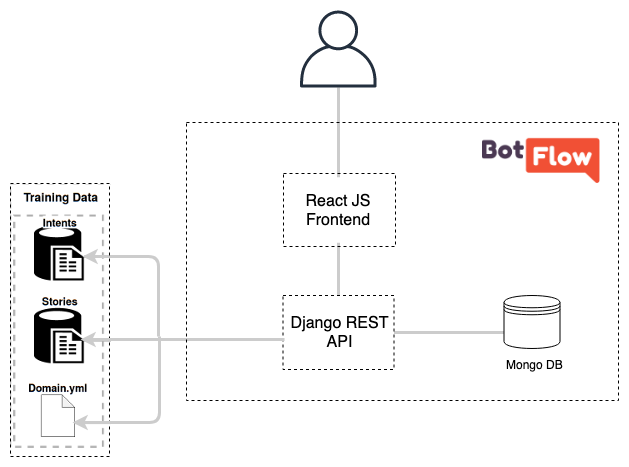 Bot Flow
React JS
Frontend
Training Data
Intents
Stories
Django REST
API
Mongo DB
Domain.yml